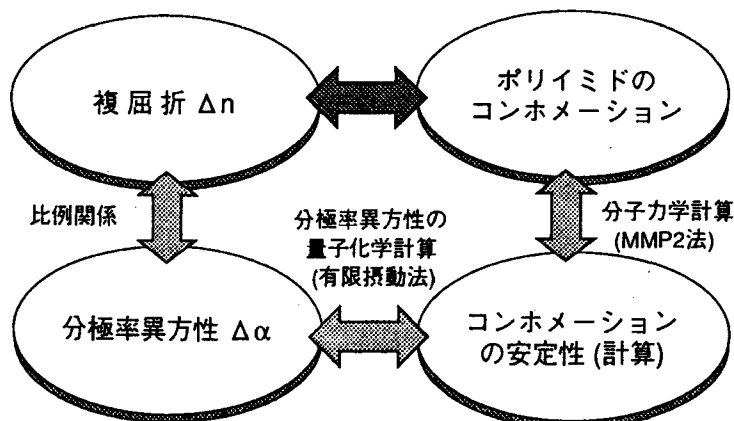 複屈折 Δn
ポリイミドの
コンホメーション
比例関係
分極率異方性の
量子化学計算
(有限摂動法)
分子力学計算
(MMP2法)
分極率異方性 Δα
コンホメーション
の安定性 (計算)